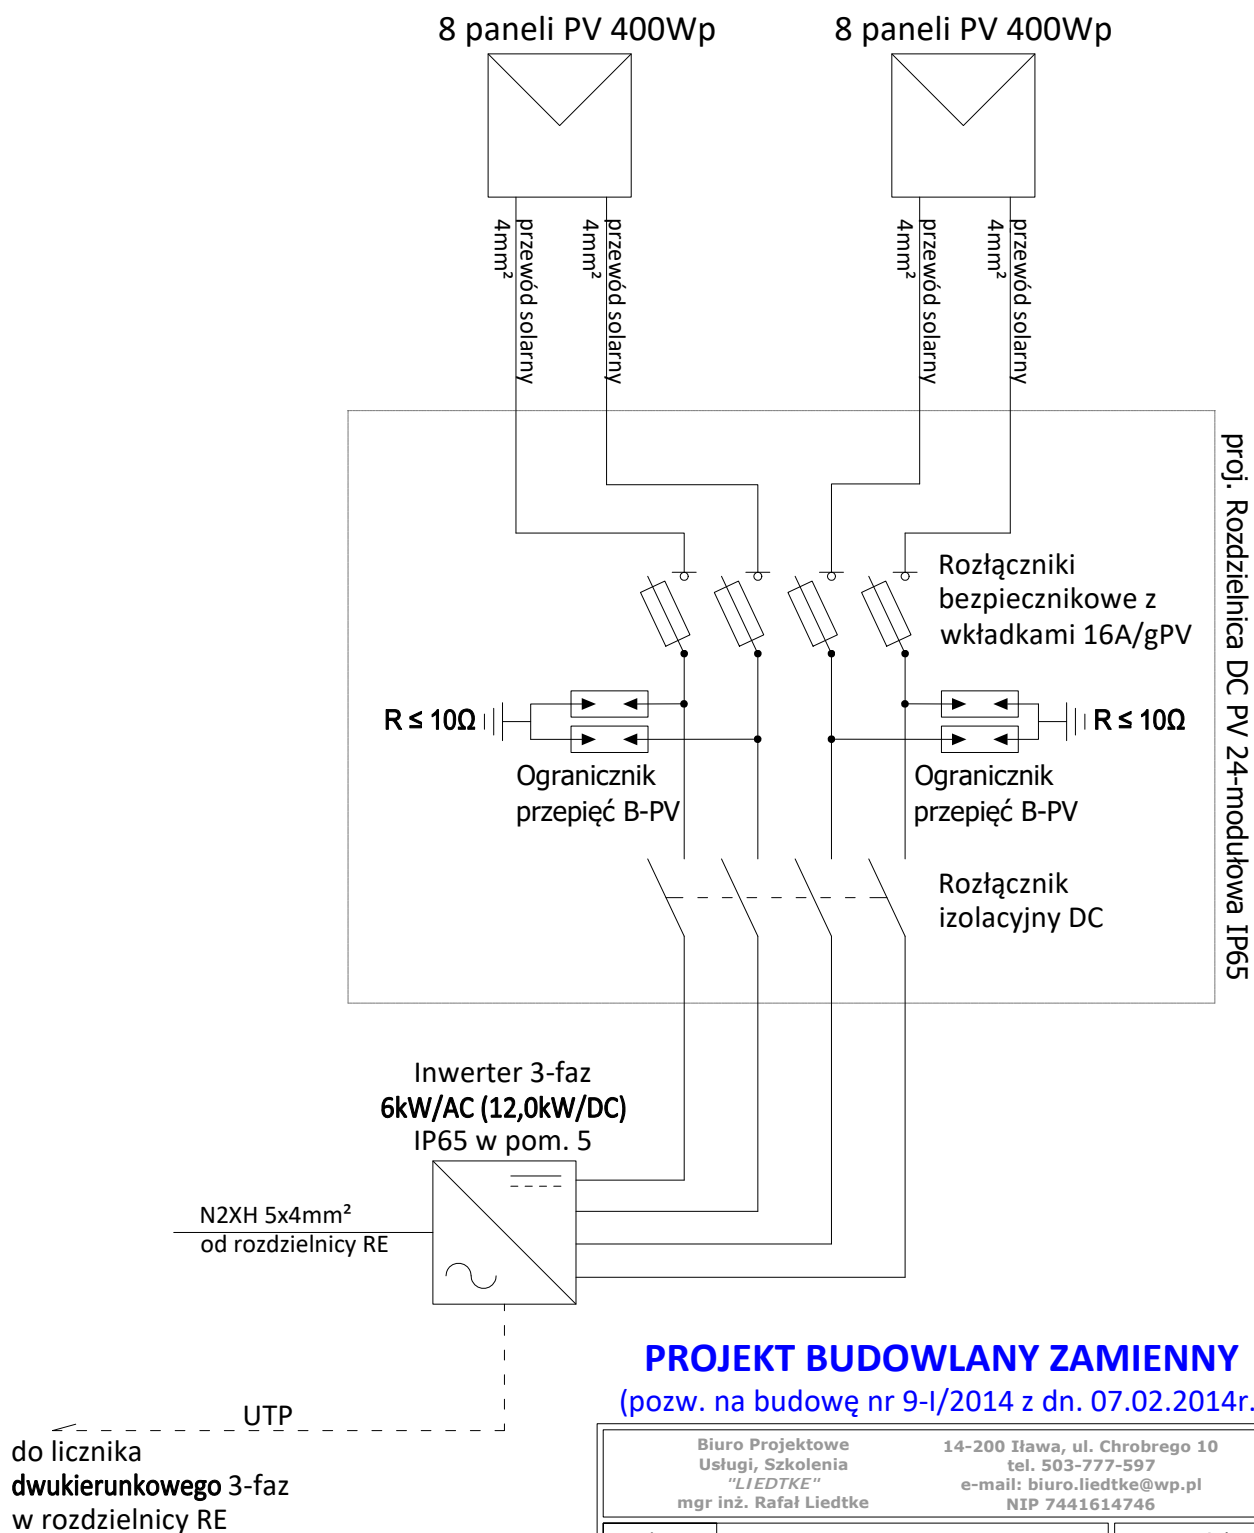 8 paneli PV 400Wp
8 paneli PV 400Wp
przewód solarny
4mm²
przewód solarny
4mm²
przewód solarny
4mm²
przewód solarny
4mm²
proj. Rozdzielnica DC PV 24-modułowa IP65
Rozłączniki
bezpiecznikowe z
wkładkami 16A/gPV
R ≤ 10Ω
R ≤ 10Ω
Ogranicznik
przepięć B-PV
Ogranicznik
przepięć B-PV
Rozłącznik
izolacyjny DC
Inwerter 3-faz
6kW/AC (12,0kW/DC)
IP65 w pom. 5
N2XH 5x4mm²
od rozdzielnicy RE
UTP
do licznika
dwukierunkowego 3-faz
w rozdzielnicy RE
PROJEKT BUDOWLANY ZAMIENNY
(pozw. na budowę nr 9-I/2014 z dn. 07.02.2014r.
Biuro Projektowe
Usługi, Szkolenia
"LIEDTKE"
mgr inż. Rafał Liedtke
14-200 Iława, ul. Chrobrego 10
tel. 503-777-597
e-mail: biuro.liedtke@wp.pl
NIP 7441614746